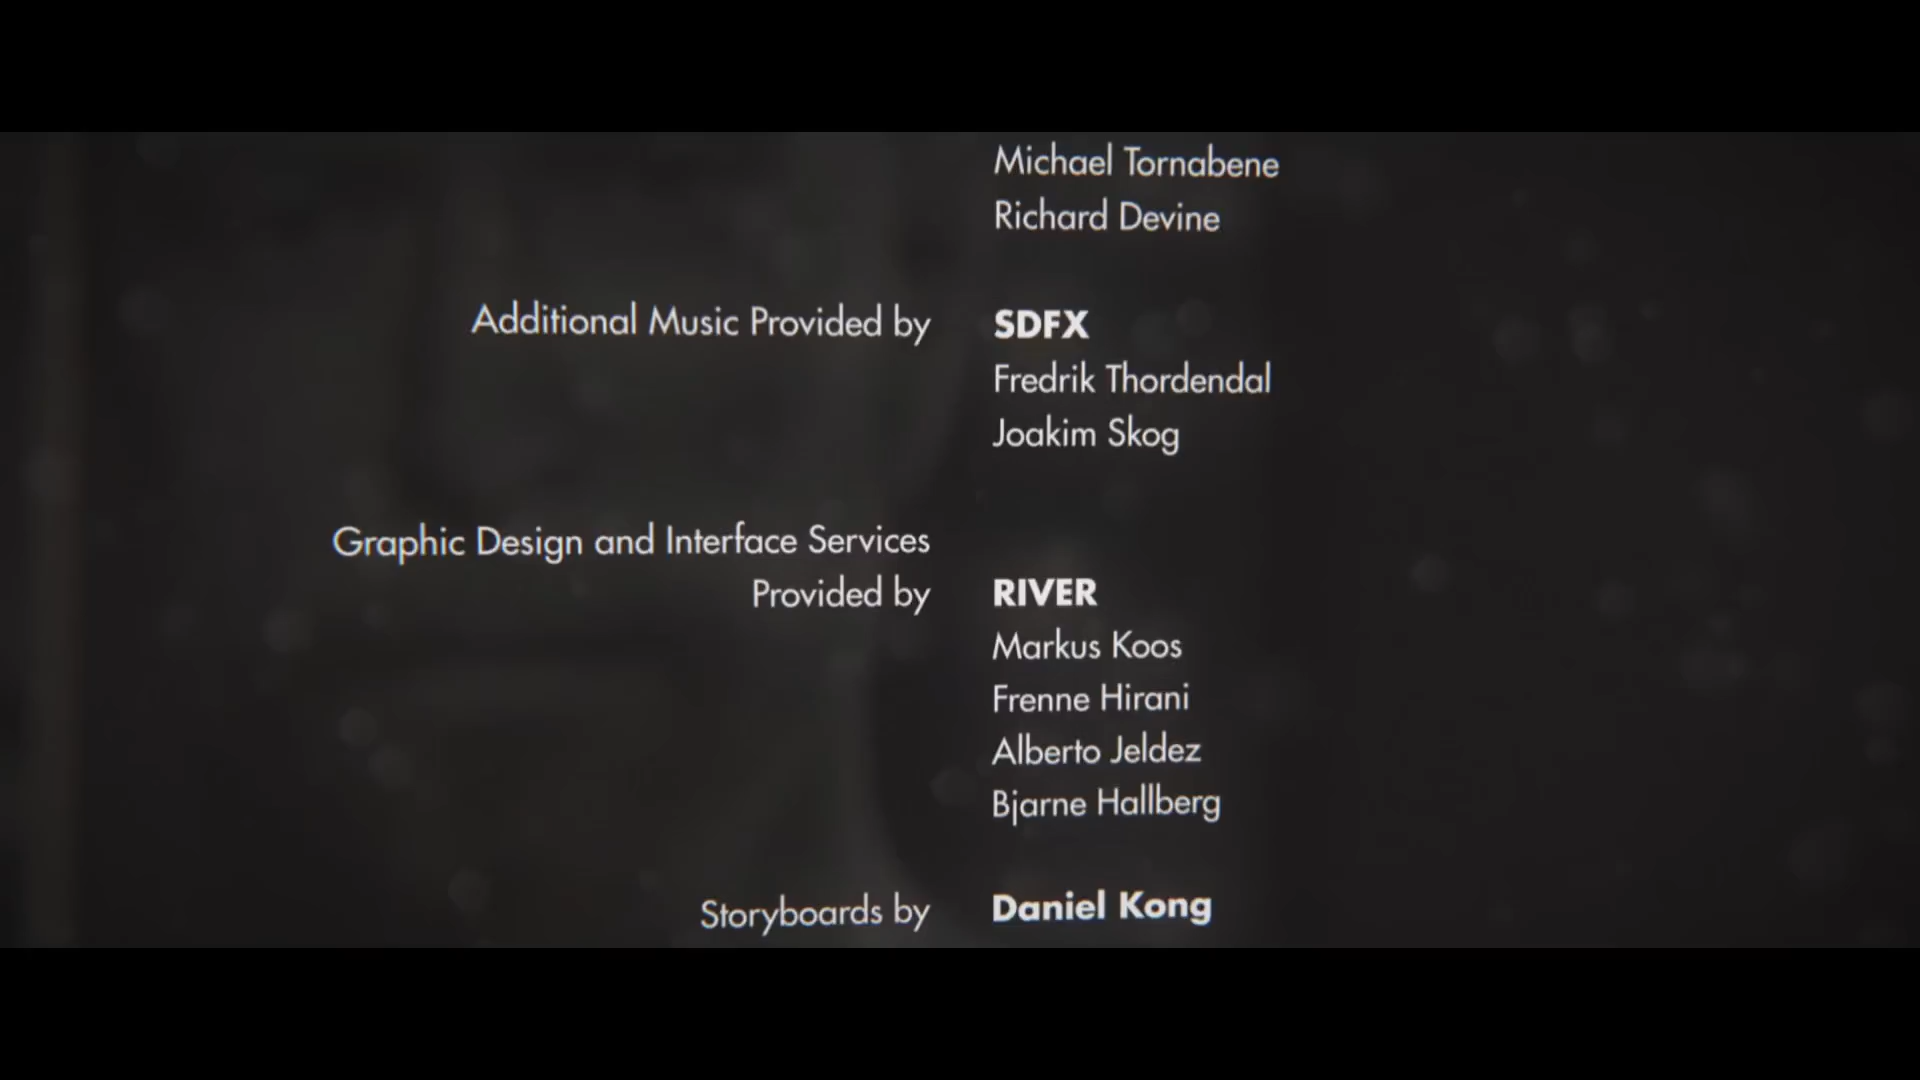 Michael Tornabene
Richard Devine
Additional Music Provided by SDFX
Fredrik Thordendal
Joakim Skog
Graphic Design and Interface Services
Provided by RIVER
Markus Koos
Frenne Hirani
Alberto Jeldez
Bjarne Hallberg
Storyboards by Daniel Kong